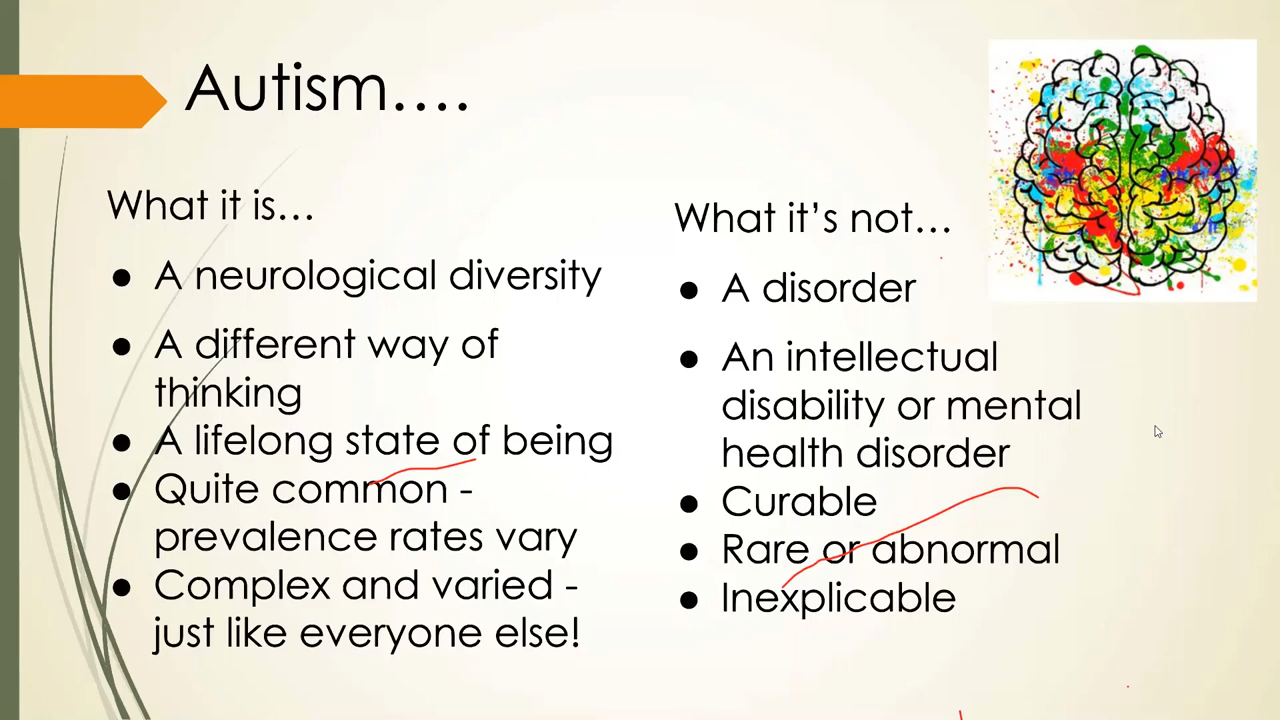 Autism….
What it is…
● A neurological diversity
● A different way of
thinking
● A lifelong state of being
● Quite common -
prevalence rates vary
● Complex and varied -
just like everyone else!
What it’s not…
● A disorder
● An intellectual
disability or mental
health disorder
● Curable
● Rare or abnormal
● Inexplicable